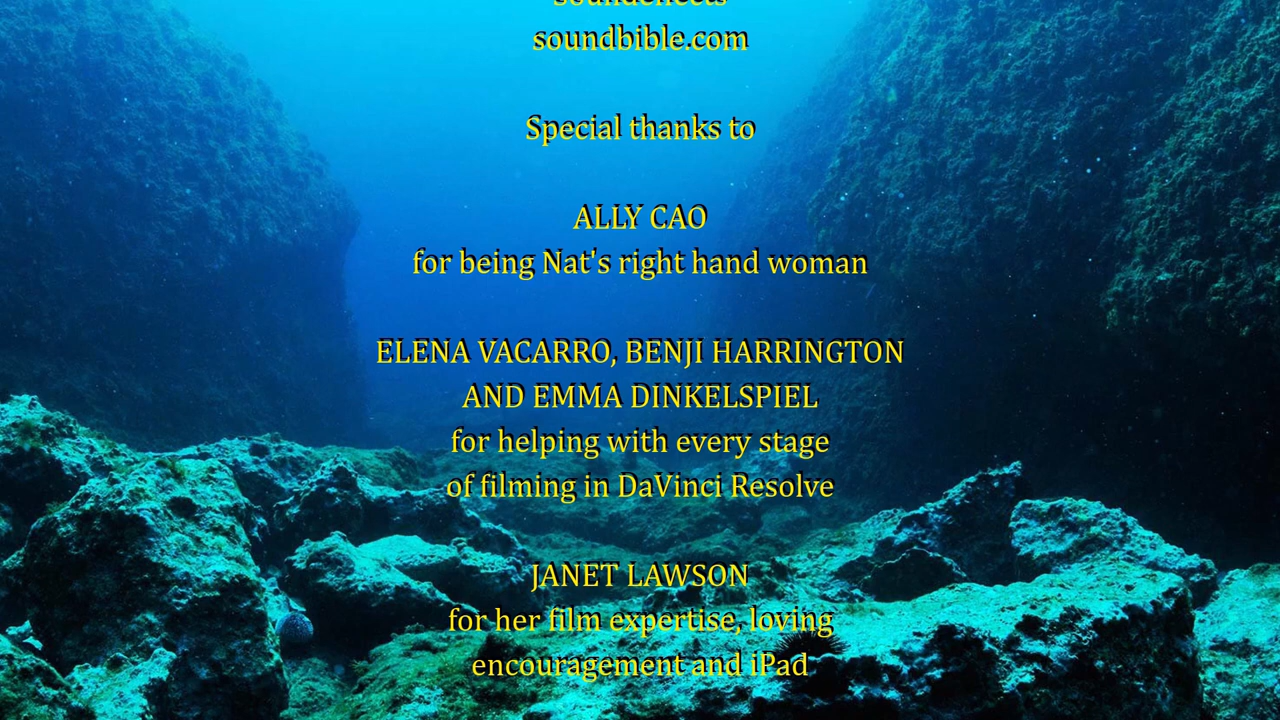 soundbible.com
Special thanks to
ALLY CAO
for being Nat's right hand woman
ELENA VACARRO, BENJI HARRINGTON
AND EMMA DINKELSPIEL
for helping with every stage
of filming in DaVinci Resolve
JANET LAWSON
for her film expertise, loving
encouragement and iPad